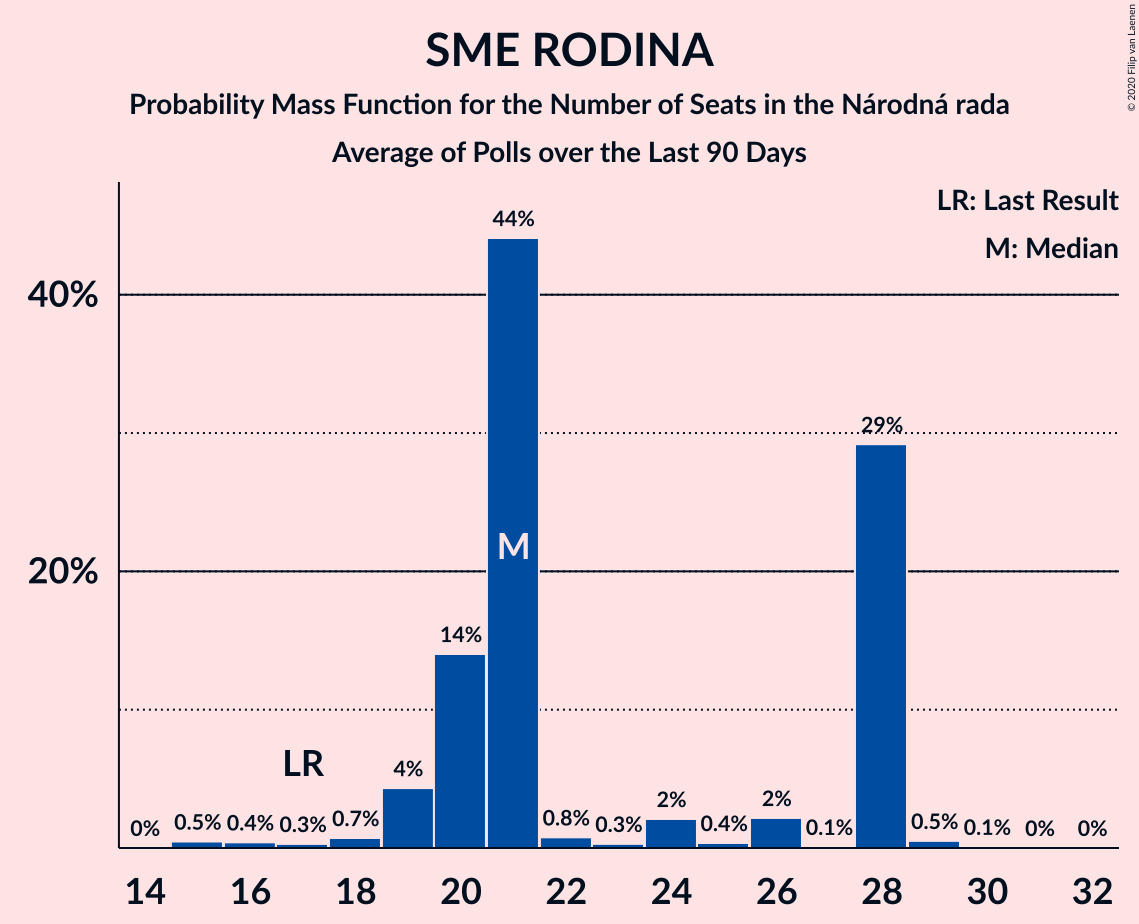 SME RODINA
Probability Mass Function for the Number of Seats in the Národná rada
Average of Polls over the Last 90 Days
© 2020 Filip van Laenen
LR: Last Result
M: Median
44%
40%
29%
M
20%
14%
LR
4%
0% 0.5% 0.4% 0.3% 0.7% 0.8% 0.3% 2% 0.4% 2% 0.1% 0.5% 0.1% 0% 0%
14 16 18 20 22 24 26 28 30 32